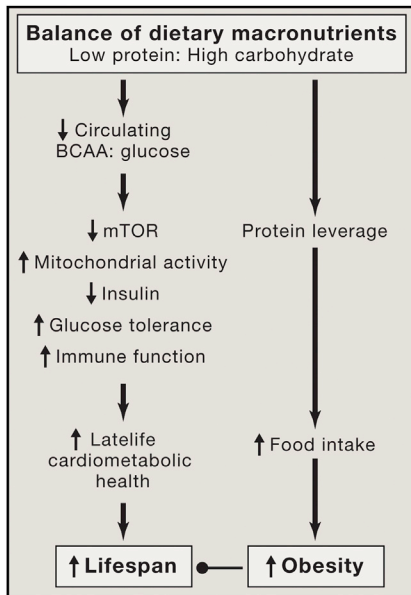 Balance of dietary macronutrients
Low protein: High carbohydrate
↓ Circulating
BCAA: glucose
↓ mTOR
↑ Mitochondrial activity
↓ Insulin
↑ Glucose tolerance
↑ Immune function
↑ Latelife
cardiometabolic
health
↑ Lifespan
Protein leverage
↑ Food intake
↑ Obesity